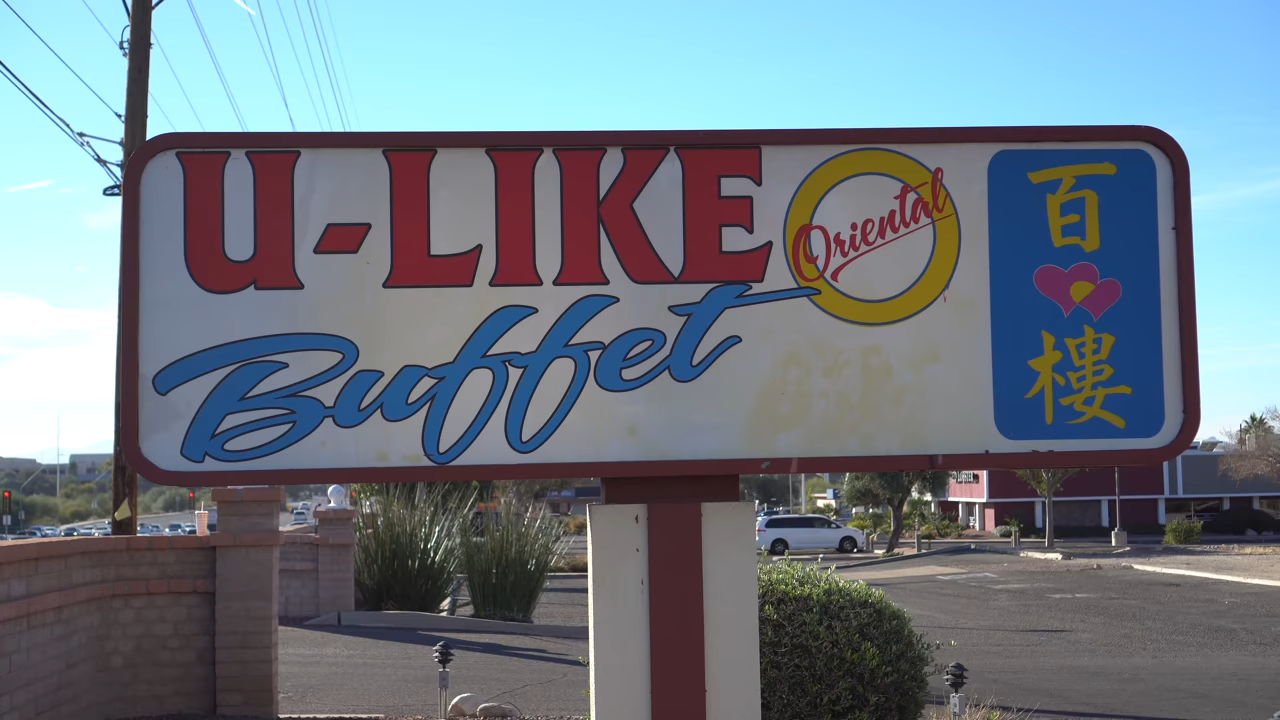 U-LIKE
Oriental
Buffet
百
樓